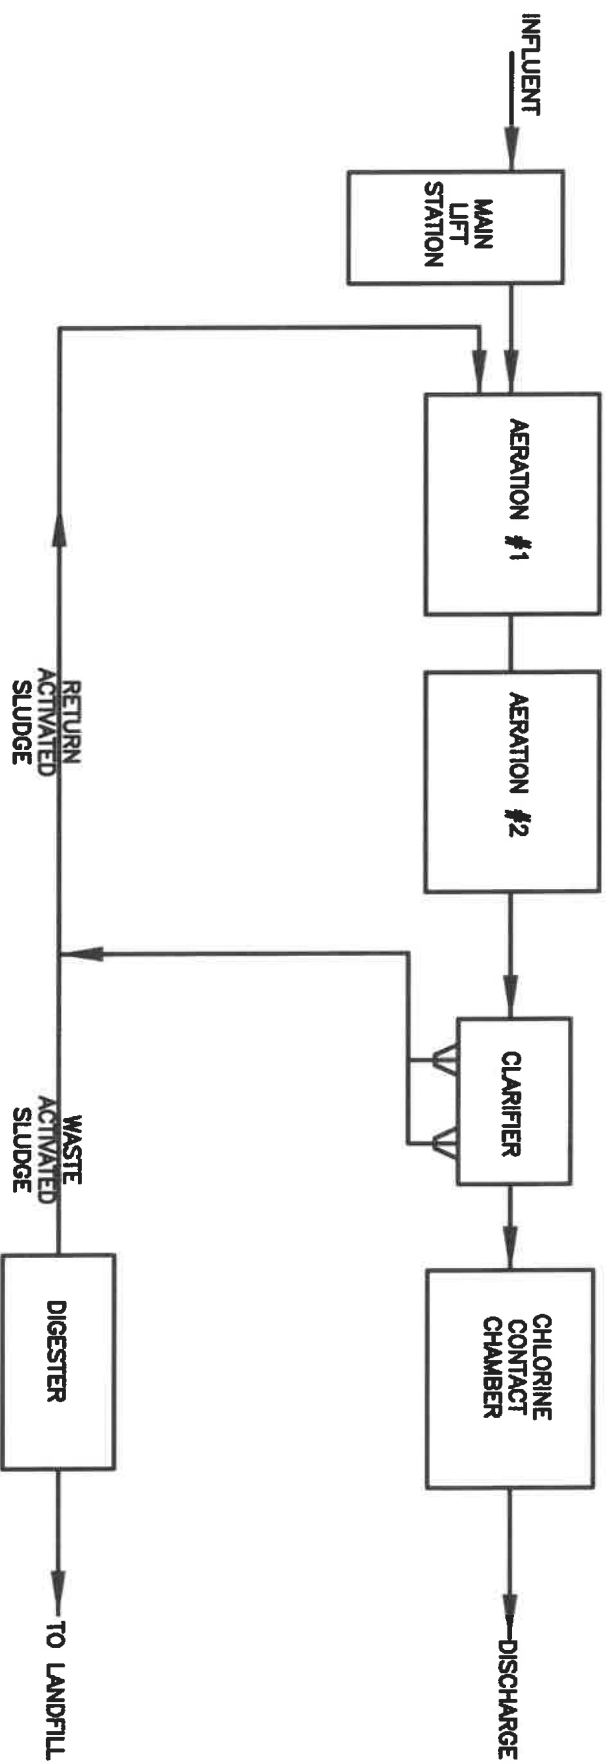 INFLUENT
MAIN
LIFT
STATION
AERATION #1
AERATION #2
CLARIFIER
CHLORINE
CONTACT
CHAMBER
DISCHARGE
RETURN
ACTIVATED
SLUDGE
WASTE
ACTIVATED
SLUDGE
DIGESTER
TO LANDFILL